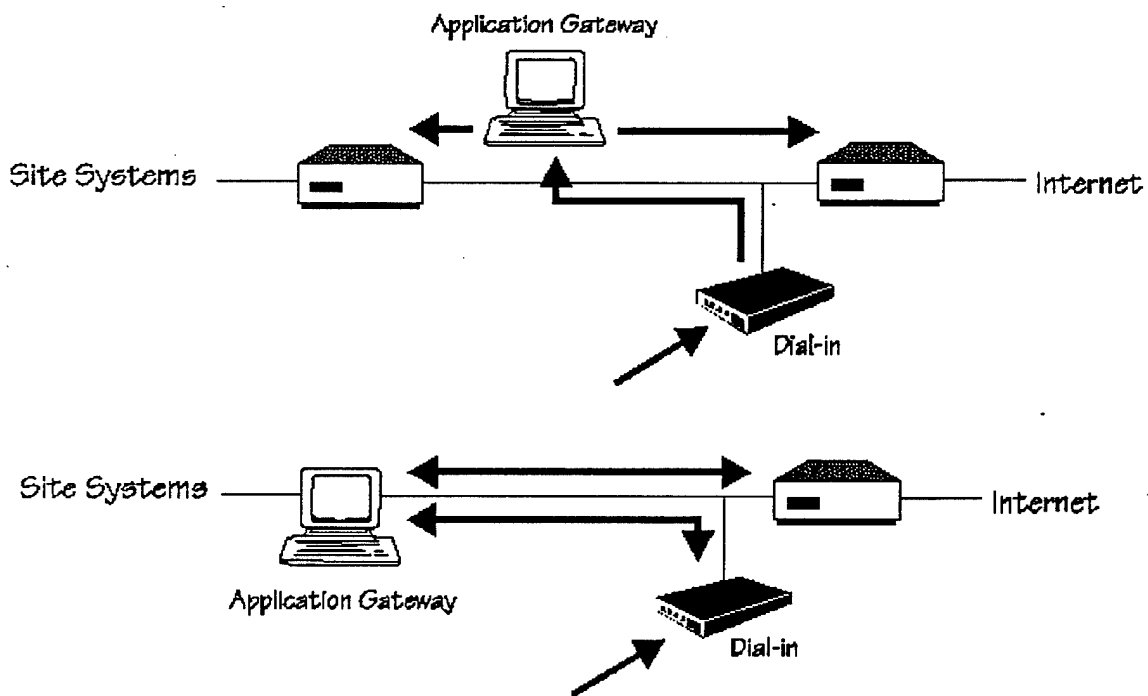 Application Gateway
Site Systems
Internet
Dial-in
Site Systems
Internet
Application Gateway
Dial-in